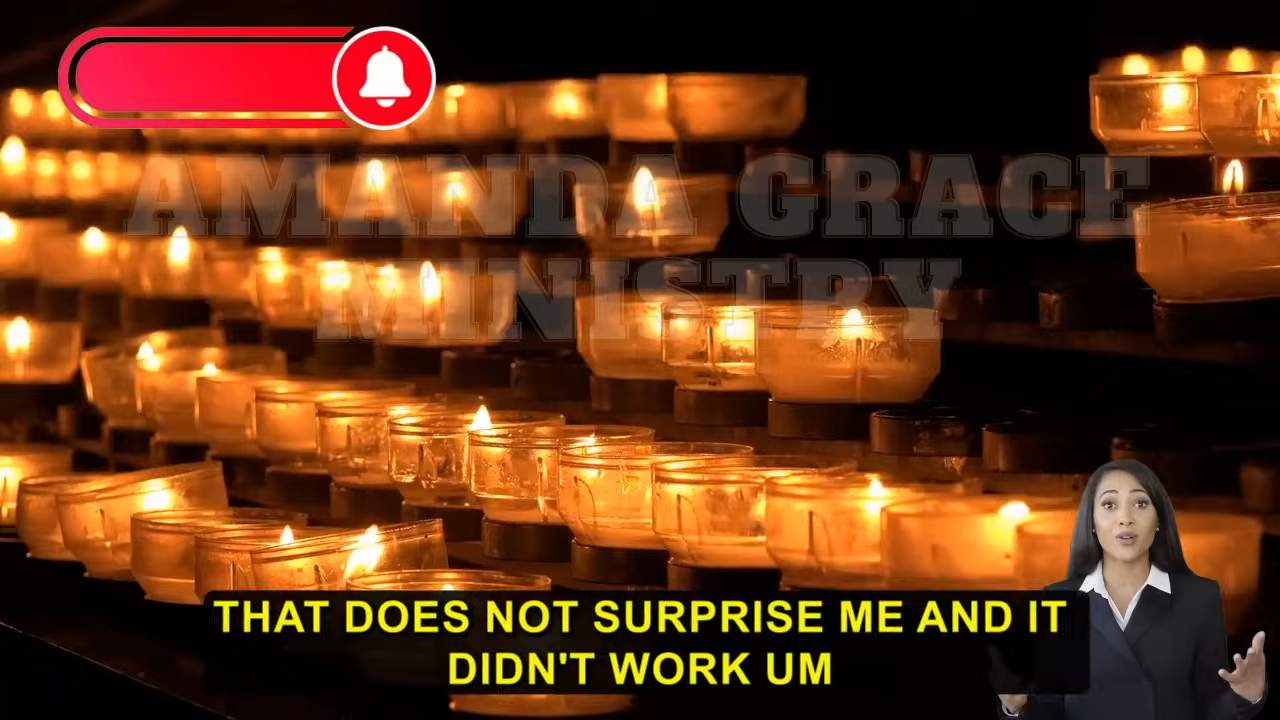 AMANDA GRACE
MINISTRY
THAT DOES NOT SURPRISE ME AND IT
DIDN'T WORK UM